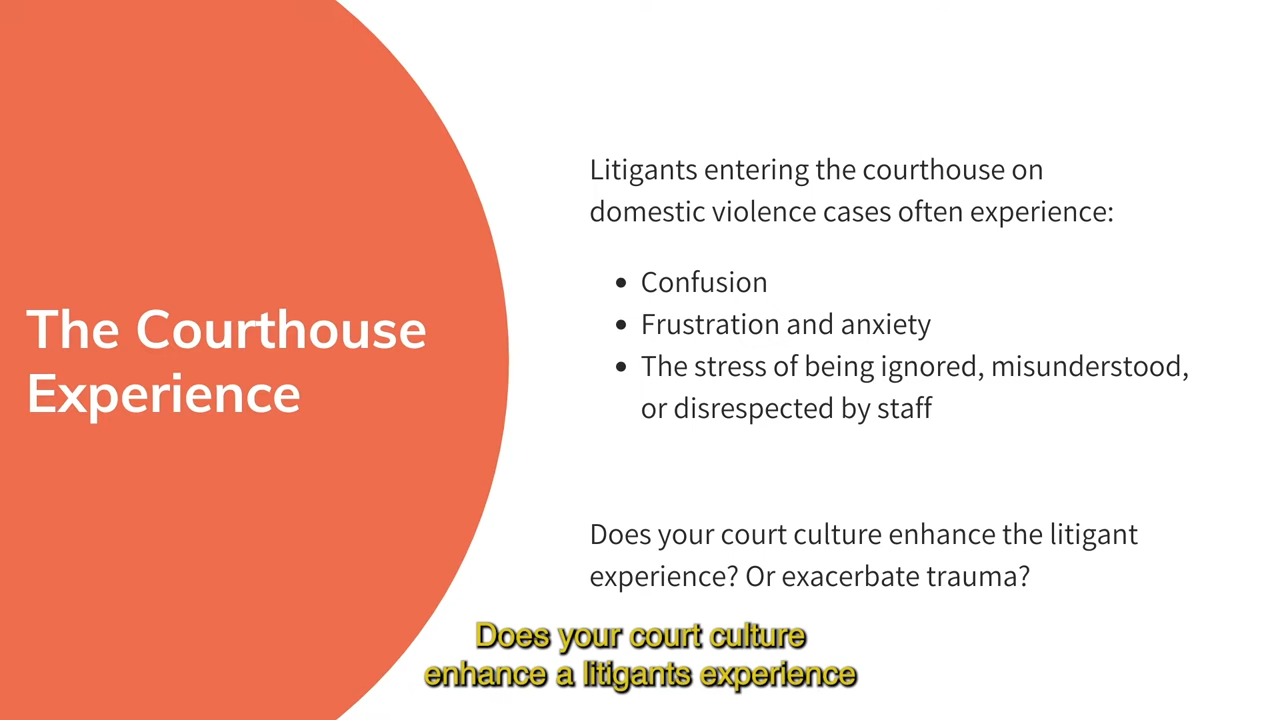 The Courthouse
Experience
Litigants entering the courthouse on
domestic violence cases often experience:
• Confusion
• Frustration and anxiety
• The stress of being ignored, misunderstood,
or disrespected by staff
Does your court culture enhance the litigant
experience? Or exacerbate trauma?
Does your court culture
enhance a litigants experience